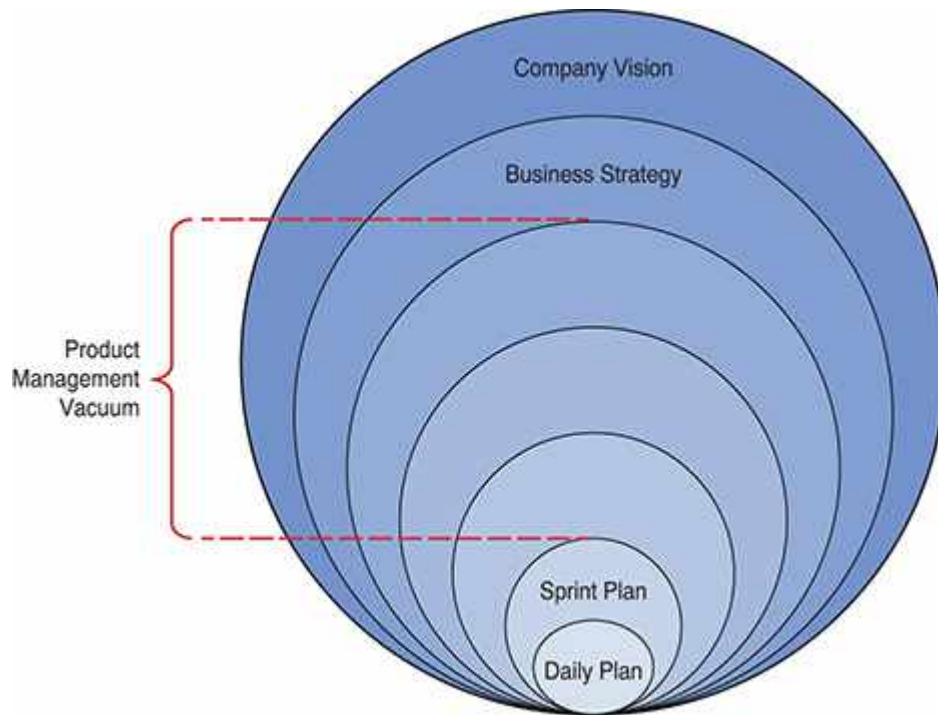 Company Vision
Business Strategy
Product
Management
Vacuum
Sprint Plan
Daily Plan